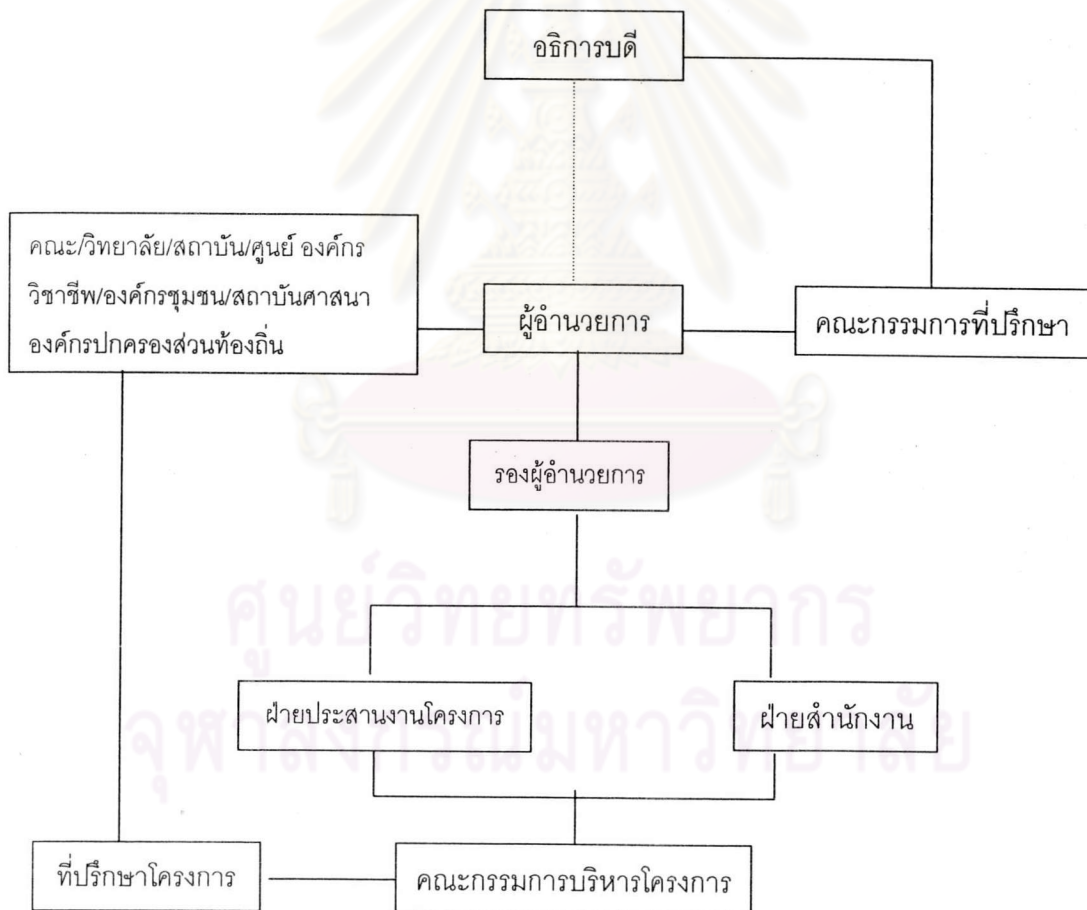 อธิการบดี
คณะ/วิทยาลัย/สถาบัน/ศูนย์ องค์กร
วิชาชีพ/องค์กรชุมชน/สถาบันศาสนา
องค์กรปกครองส่วนท้องถิ่น
ผู้อำนวยการ
คณะกรรมการที่ปรึกษา
รองผู้อำนวยการ
ศูนย์วิทยทรัพยากร
ฝ่ายประสานงานโครงการ
ฝ่ายสำนักงาน
จุฬาลงกรณ์มหาวิทยาลัย
ที่ปรึกษาโครงการ
คณะกรรมการบริหารโครงการ